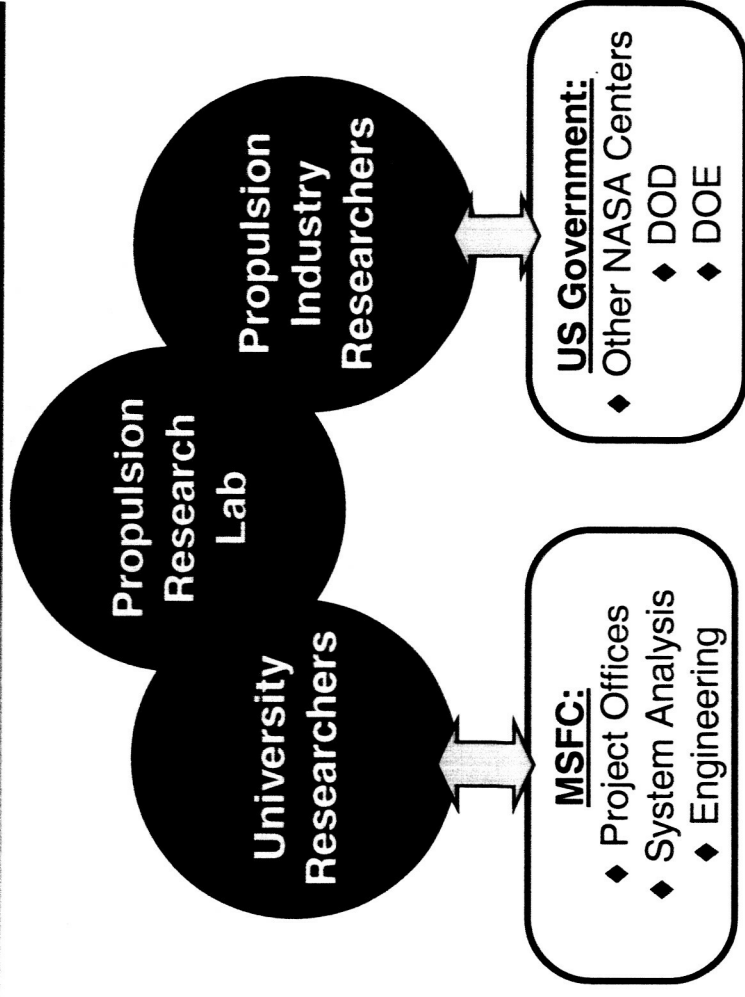 Propulsion
Research
Lab
University
Researchers
Propulsion
Industry
Researchers
MSFC:
♦ Project Offices
♦ System Analysis
♦ Engineering
US Government:
♦ Other NASA Centers
♦ DOD
♦ DOE